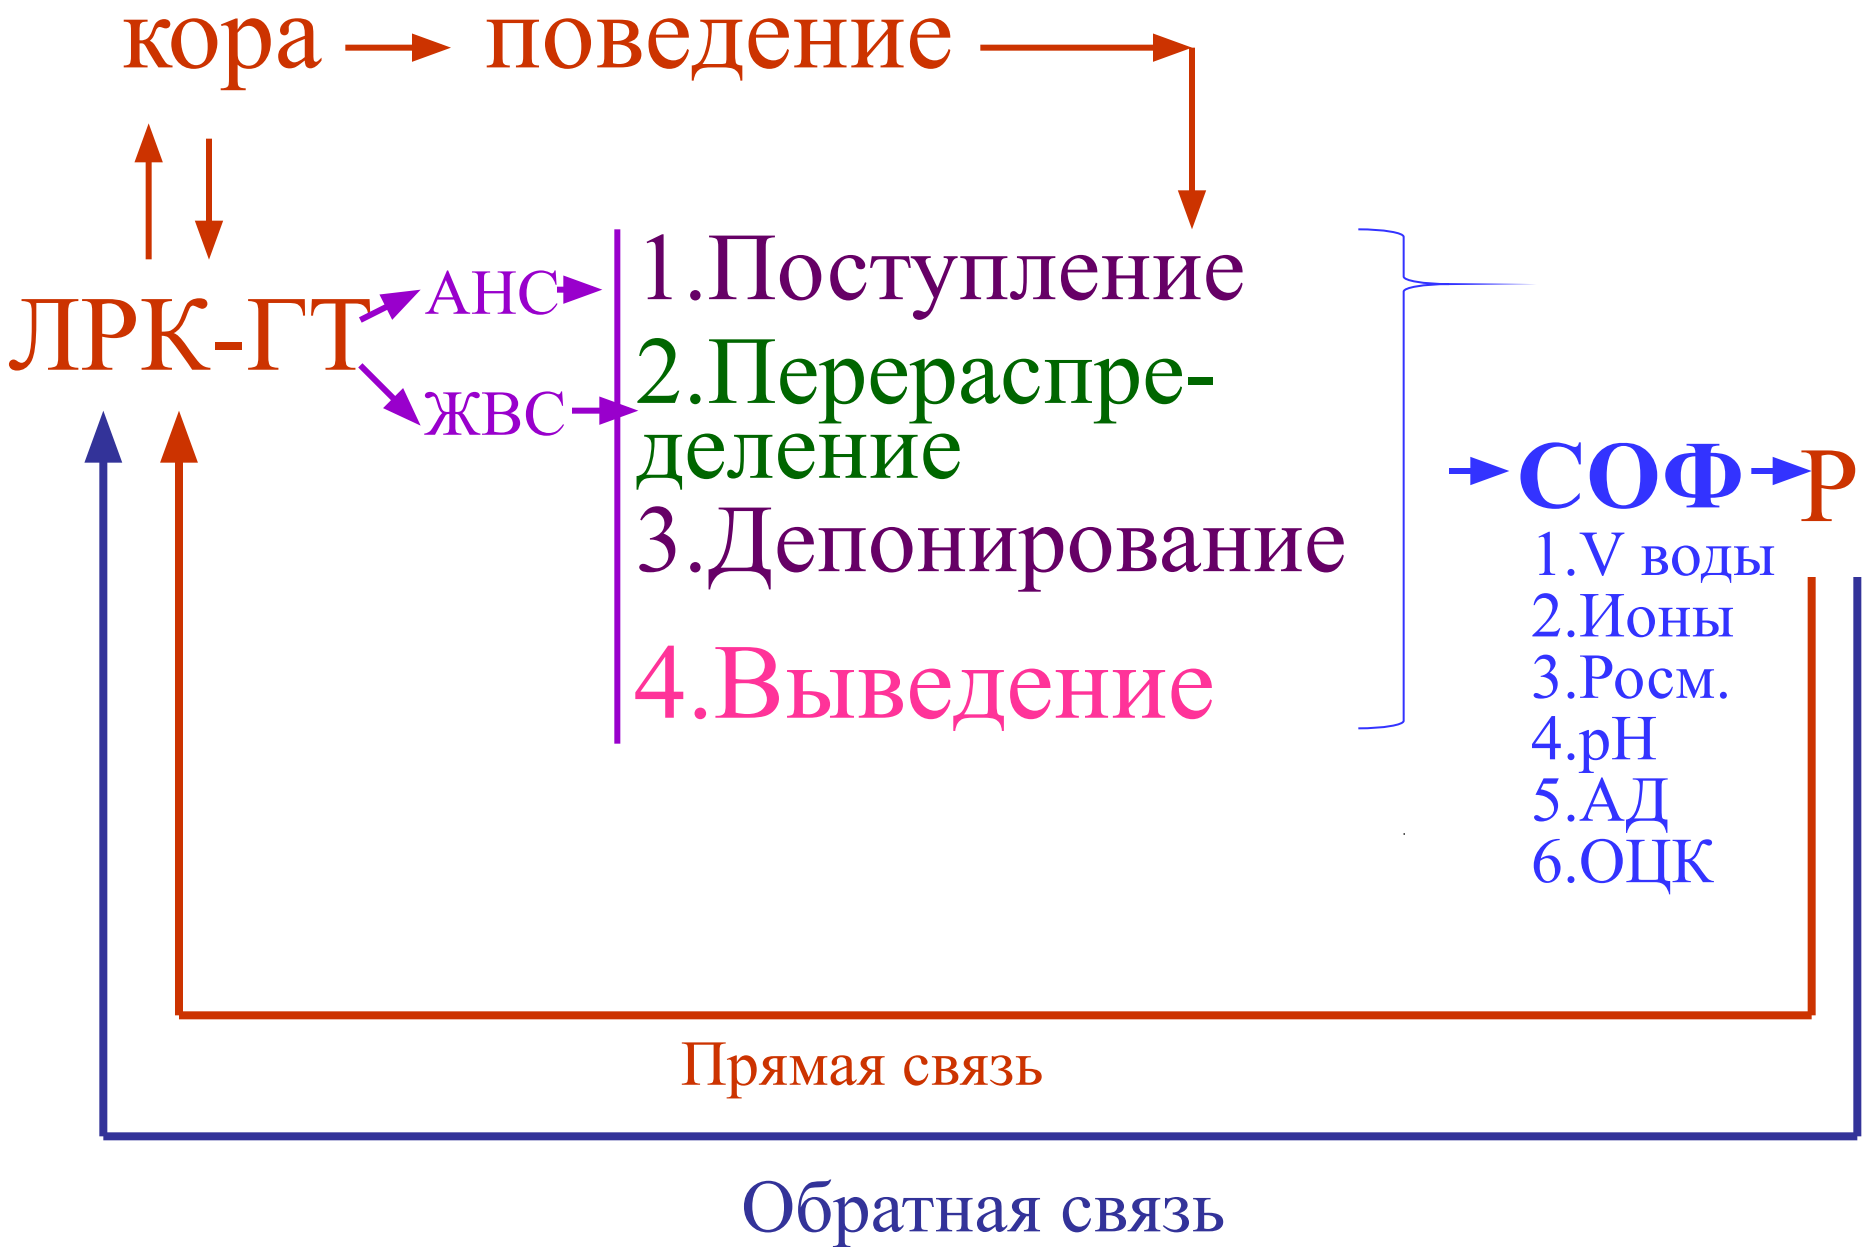 кора поведение
1.Поступление
АНС
ЛРК-ГТ
2.Перераспре-
ЖВС
деление
СОФ Р
3.Депонирование
1.V воды
2.Ионы
3.Росм.
4.Выведение
4.рН
5.АД
6.ОЦК
Прямая связь
Обратная связь